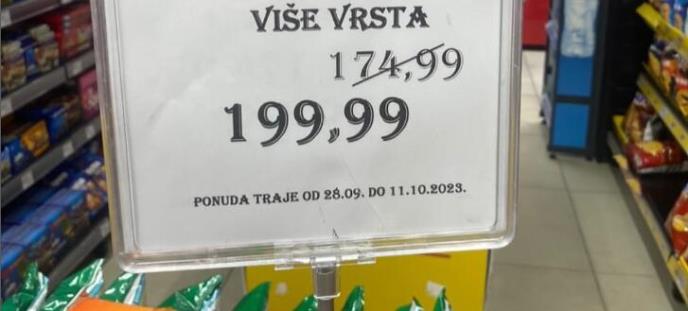 VIŠE VRSTA
174,99
199,99
PONUDA TRAJE OD 28.09. DO 11.10.2023.